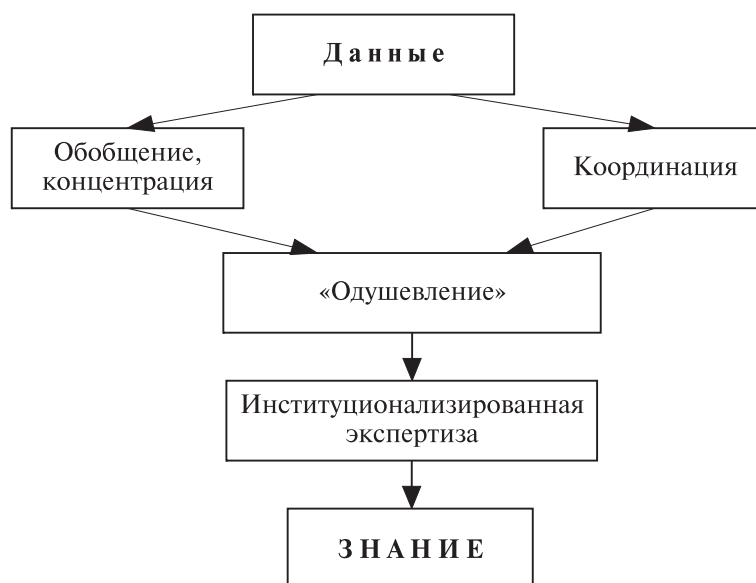 Данные
Обобщение,
концентрация
Координация
«Одушевление»
Институционализированная
экспертиза
ЗНАНИЕ